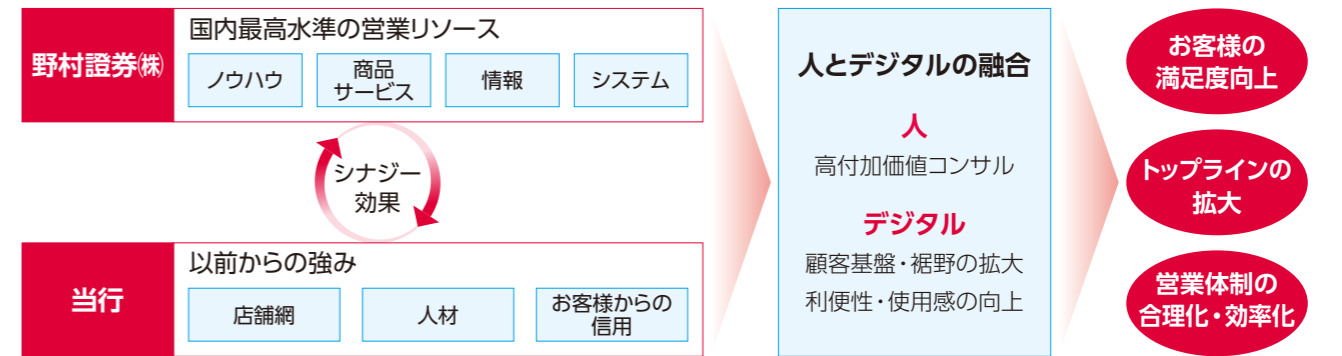 野村證券㈱
国内最高水準の営業リソース
ノウハウ
商品
サービス
情報
システム
シナジー
効果
当行
以前からの強み
店舗網
人材
お客様からの
信用
人とデジタルの融合
人
高付加価値コンサル
デジタル
顧客基盤・裾野の拡大
利便性・使用感の向上
お客様の
満足度向上
トップラインの
拡大
営業体制の
合理化・効率化